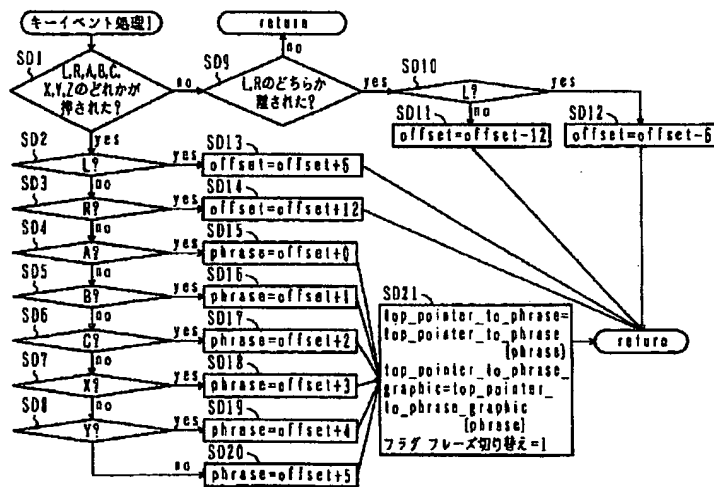 キーイベント処理1
return
SD1
L,R,A,B,C,
X,Y,Zのどれかが
押された?
no
yes
SD9
L,Rのどちらか
離された?
no
yes
SD10
L?
yes
no
SD11
offset=offset-12
SD12
offset=offset-6
SD2
L?
yes
no
SD13
offset=offset+6
SD3
R?
yes
no
SD14
offset=offset+12
SD4
A?
yes
no
SD15
phrase=offset+0
SD5
B?
yes
no
SD16
phrase=offset+1
SD6
C?
yes
no
SD17
phrase=offset+2
SD7
X?
yes
no
SD18
phrase=offset+3
SD8
Y?
yes
no
SD19
phrase=offset+4
SD20
phrase=offset+5
SD21
top_pointer_to_phrase=
top_pointer_to_phrase
[phrase]
top_pointer_to_phrase_
graphic=top_pointer_
to_phrase_graphic
[phrase]
フラグ フレーズ切り替え=1
return